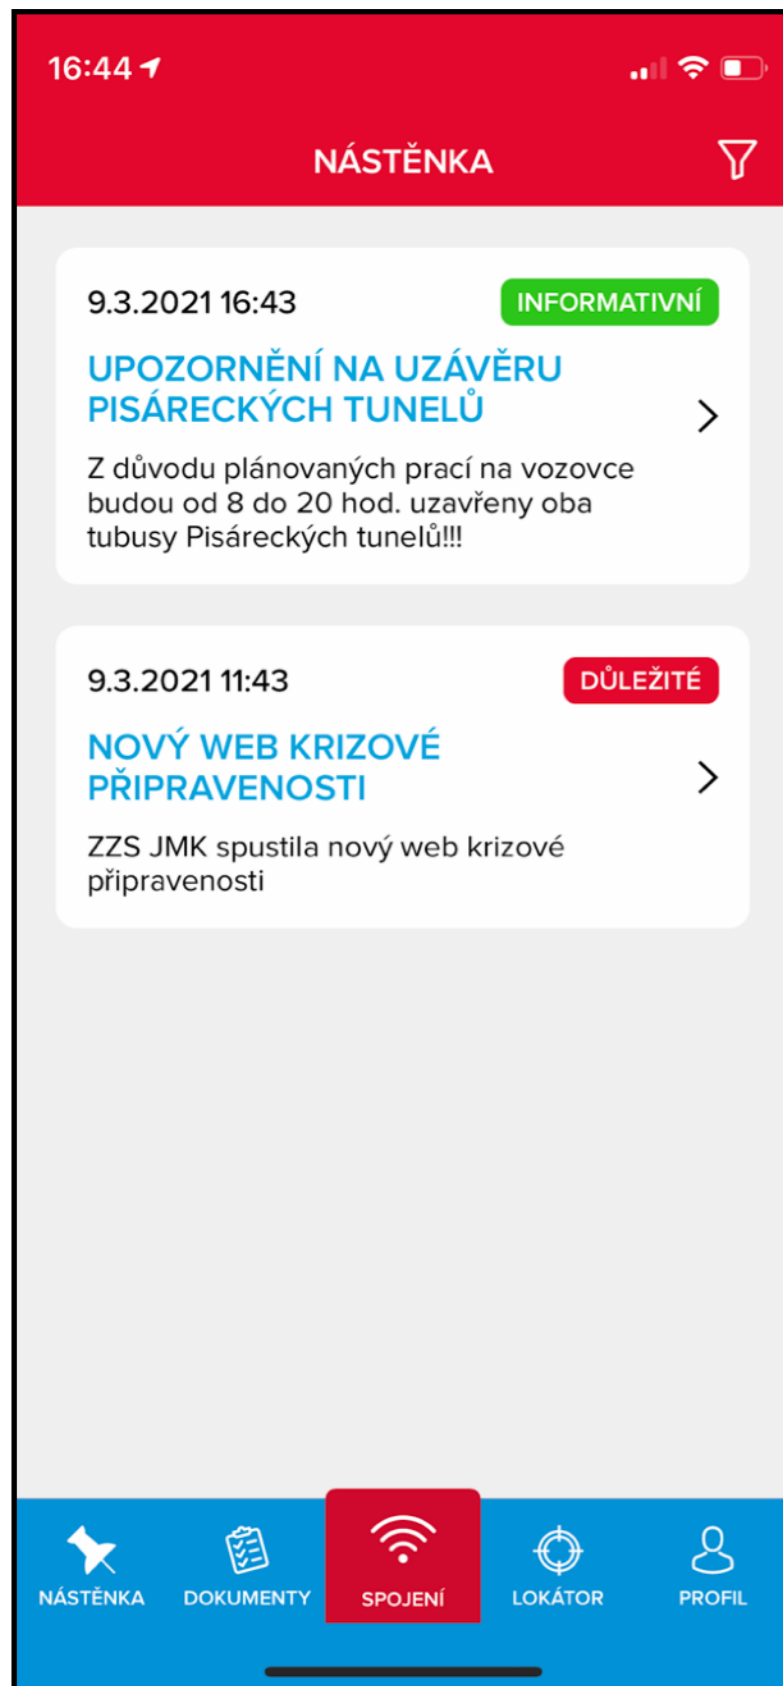 16:44
NÁSTĚNKA
9.3.2021 16:43
INFORMATIVNÍ
UPOZORNĚNÍ NA UZÁVĚRU
PISÁRECKÝCH TUNELŮ
Z důvodu plánovaných prací na vozovce
budou od 8 do 20 hod. uzavřeny oba
tubusy Pisáreckých tunelů!!!
9.3.2021 11:43
DŮLEŽITÉ
NOVÝ WEB KRIZOVÉ
PŘIPRAVENOSTI
ZZS JMK spustila nový web krizové
připravenosti
NÁSTĚNKA
DOKUMENTY
SPOJENÍ
LOKÁTOR
PROFIL